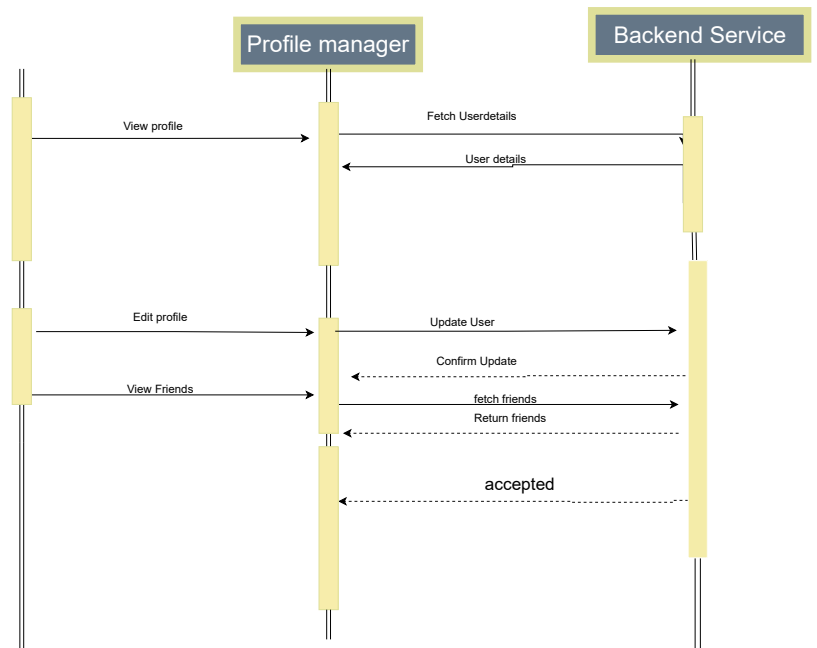 Profile manager
Backend Service
View profile
Fetch Userdetails
User details
Edit profile
Update User
Confirm Update
View Friends
fetch friends
Return friends
accepted